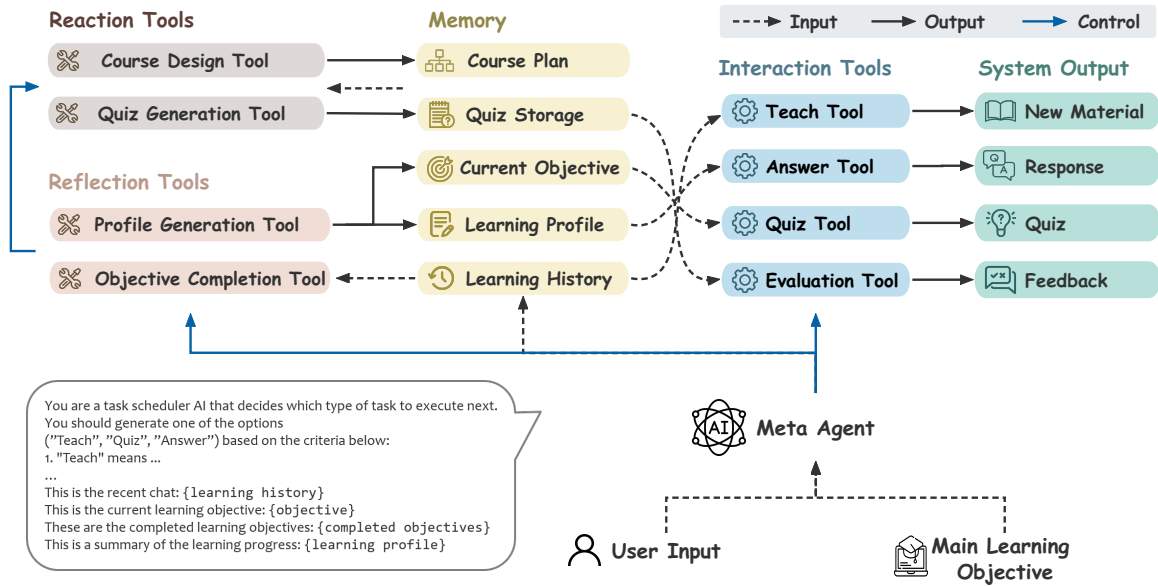 Reaction Tools
Memory
Input
Output
Control
Course Design Tool
Course Plan
Interaction Tools
System Output
Quiz Generation Tool
Quiz Storage
Teach Tool
New Material
Reflection Tools
Current Objective
Answer Tool
Response
Profile Generation Tool
Learning Profile
Quiz Tool
Quiz
Objective Completion Tool
Learning History
Evaluation Tool
Feedback
You are a task scheduler AI that decides which type of task to execute next.
You should generate one of the options
(”Teach”, ”Quiz”, ”Answer”) based on the criteria below:
1. "Teach" means ...
...
This is the recent chat: {learning history}
This is the current learning objective: {objective}
These are the completed learning objectives: {completed objectives}
This is a summary of the learning progress: {learning profile}
AI
Meta Agent
User Input
Main Learning
Objective